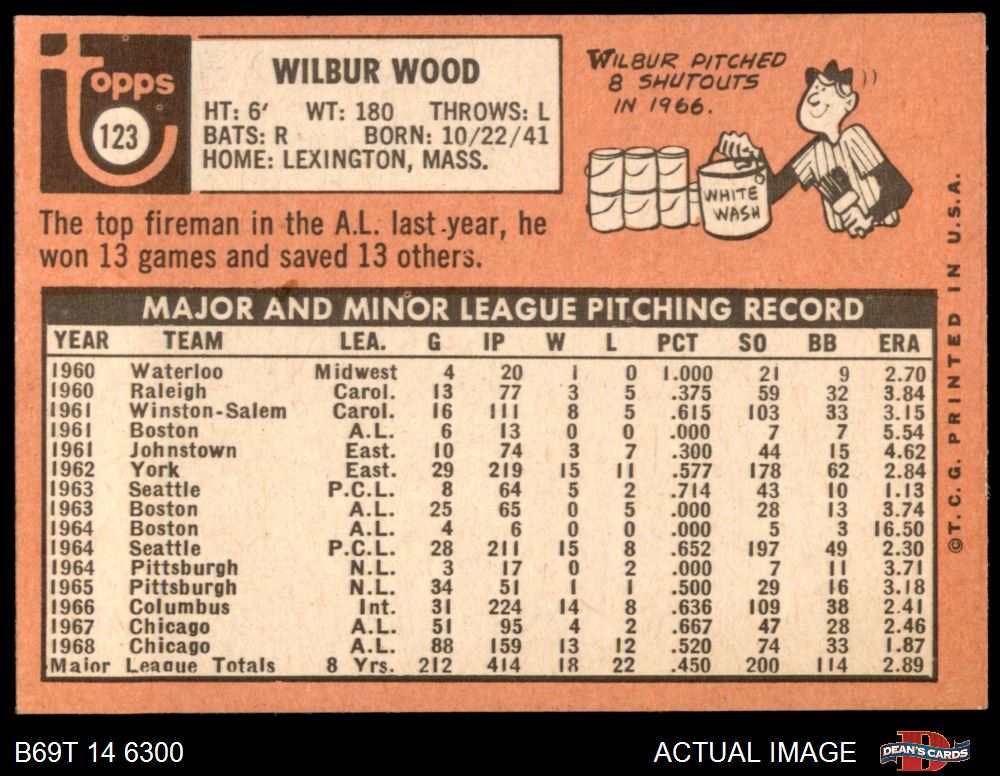 Topps
123
WILBUR WOOD
HT: 6' WT: 180 THROWS: L
BATS: R BORN: 10/22/41
HOME: LEXINGTON, MASS.
WILBUR PITCHED
8 SHUTOUTS
IN 1966.
WHITE
WASH
The top fireman in the A.L. last year, he
won 13 games and saved 13 others.
MAJOR AND MINOR LEAGUE PITCHING RECORD
YEAR TEAM LEA. G IP W L PCT SO BB ERA
1960 Waterloo Midwest 4 20 1 0 1.000 21 9 2.70
1960 Raleigh Carol. 13 77 3 5 .375 59 32 3.84
1961 Winston-Salem Carol. 16 111 8 5 .615 103 33 3.15
1961 Boston A.L. 6 13 0 0 .000 7 7 5.54
1961 Johnstown East. 10 74 3 7 .300 44 15 4.62
1962 York East. 29 219 15 11 .577 178 62 2.84
1963 Seattle P.C.L. 8 64 5 2 .714 43 10 1.13
1963 Boston A.L. 25 65 0 5 .000 28 13 3.74
1964 Boston A.L. 4 6 0 0 .000 5 3 16.50
1964 Seattle P.C.L. 28 211 15 8 .652 197 49 2.30
1964 Pittsburgh N.L. 3 17 0 2 .000 7 11 3.71
1965 Pittsburgh N.L. 34 51 1 1 .500 29 16 3.18
1966 Columbus Int. 31 224 14 8 .636 109 38 2.41
1967 Chicago A.L. 51 95 4 2 .667 47 28 2.46
1968 Chicago A.L. 88 159 13 12 .520 74 33 1.87
Major League Totals 8 Yrs. 212 414 18 22 .450 200 114 2.89
©T.C.G. PRINTED IN U.S.A.
B69T 14 6300
ACTUAL IMAGE
DEAN'S CARDS